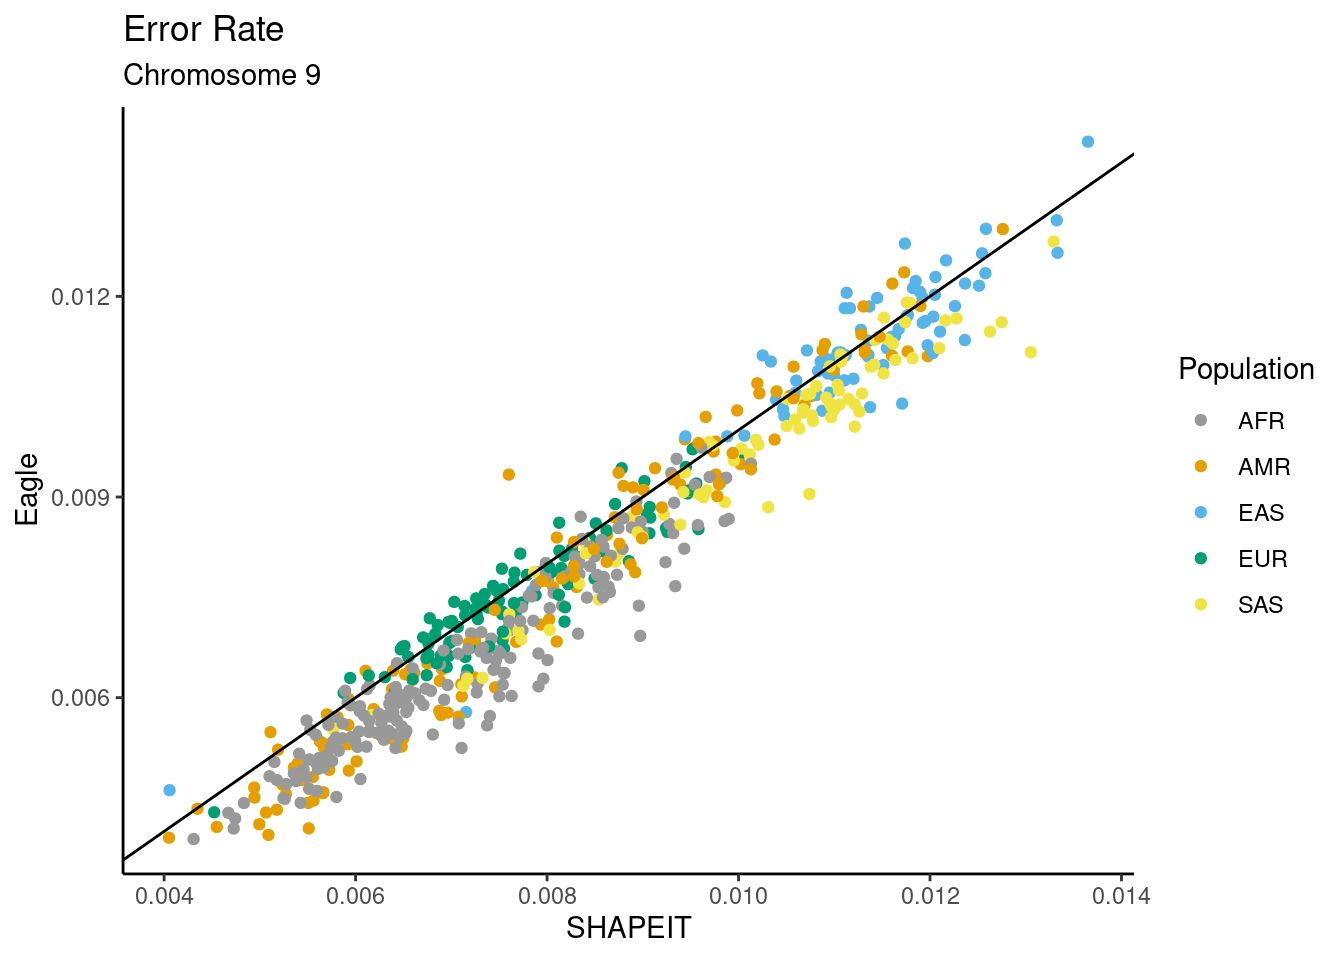 Error Rate
Chromosome 9
0.012
0.009
0.006
Eagle
0.004 0.006 0.008 0.010 0.012 0.014
SHAPEIT
Population
AFR
AMR
EAS
EUR
SAS